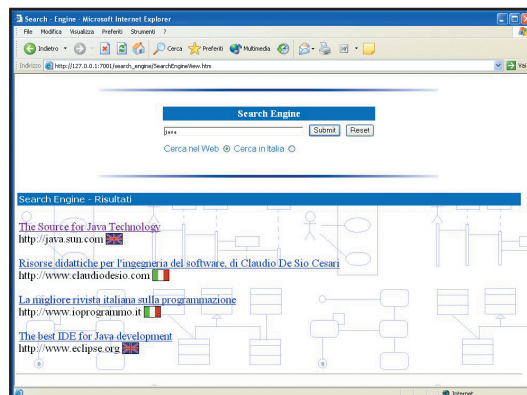 Search - Engine - Microsoft Internet Explorer
File Modifica Visualizza Preferiti Strumenti ?
Indietro Cerca Preferiti Multimedia
Indirizzo http://127.0.0.1:7001/search_engine/SearchEngineView.htm Vai
Search Engine
java Submit Reset
Cerca nel Web Cerca in Italia
Search Engine - Risultati
The Source for Java Technology
http://java.sun.com
Risorse didattiche per l'ingegneria del software, di Claudio De Sio Cesari
http://www.claudiodesio.com
La migliore rivista italiana sulla programmazione
http://www.ioprogrammo.it
The best IDE for Java development
http://www.eclipse.org
Internet